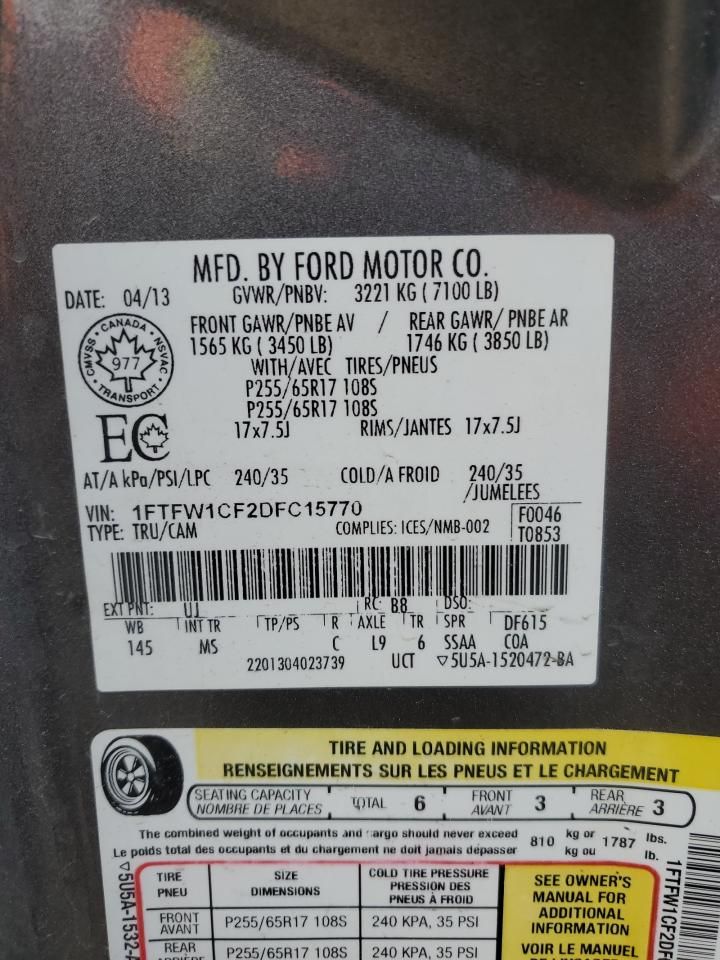 MFD. BY FORD MOTOR CO.
DATE: 04/13
GVWR/PNBV: 3221 KG ( 7100 LB)
FRONT GAWR/PNBE AV / REAR GAWR/ PNBE AR
1565 KG ( 3450 LB) 1746 KG ( 3850 LB)
WITH/AVEC TIRES/PNEUS
P255/65R17 108S
P255/65R17 108S
17x7.5J RIMS/JANTES 17x7.5J
CANADA
CMVSS 977 NSVAC
TRANSPORT
EC
AT/A kPa/PSI/LPC 240/35 COLD/A FROID 240/35
/JUMELEES
VIN: 1FTFW1CF2DFC15770
TYPE: TRU/CAM COMPLIES: ICES/NMB-002
F0046
T0853
EXT PNT: UJ RC: B8 DSO:
WB INT TR TP/PS R AXLE TR SPR DF615
145 MS C L9 6 SSAA COA
2201304023739 UCT ▽5U5A-1520472-BA
TIRE AND LOADING INFORMATION
RENSEIGNEMENTS SUR LES PNEUS ET LE CHARGEMENT
SEATING CAPACITY TOTAL 6 FRONT 3 REAR 3
NOMBRE DE PLACES AVANT ARRIÈRE
The combined weight of occupants and cargo should never exceed 810 kg or 1787 lbs.
Le poids total des occupants et du chargement ne doit jamais dépasser kg ou lb.
TIRE SIZE COLD TIRE PRESSURE
PNEU DIMENSIONS PRESSION DES
PNEUS À FROID
FRONT P255/65R17 108S 240 KPA, 35 PSI
AVANT
REAR P255/65R17 108S 240 KPA, 35 PSI
SEE OWNER'S
MANUAL FOR
ADDITIONAL
INFORMATION
VOIR LE MANUEL
▽5U5A-1532-
1FTFW1CF2DF